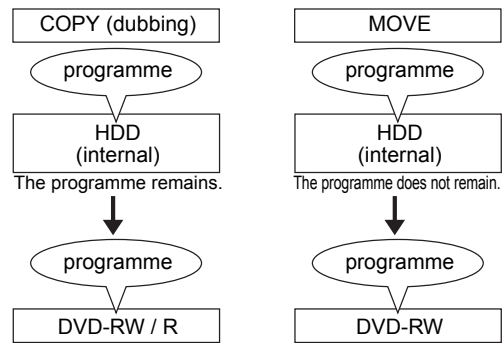 COPY (dubbing)
programme
HDD
(internal)
The programme remains.
programme
DVD-RW / R
MOVE
programme
HDD
(internal)
The programme does not remain.
programme
DVD-RW